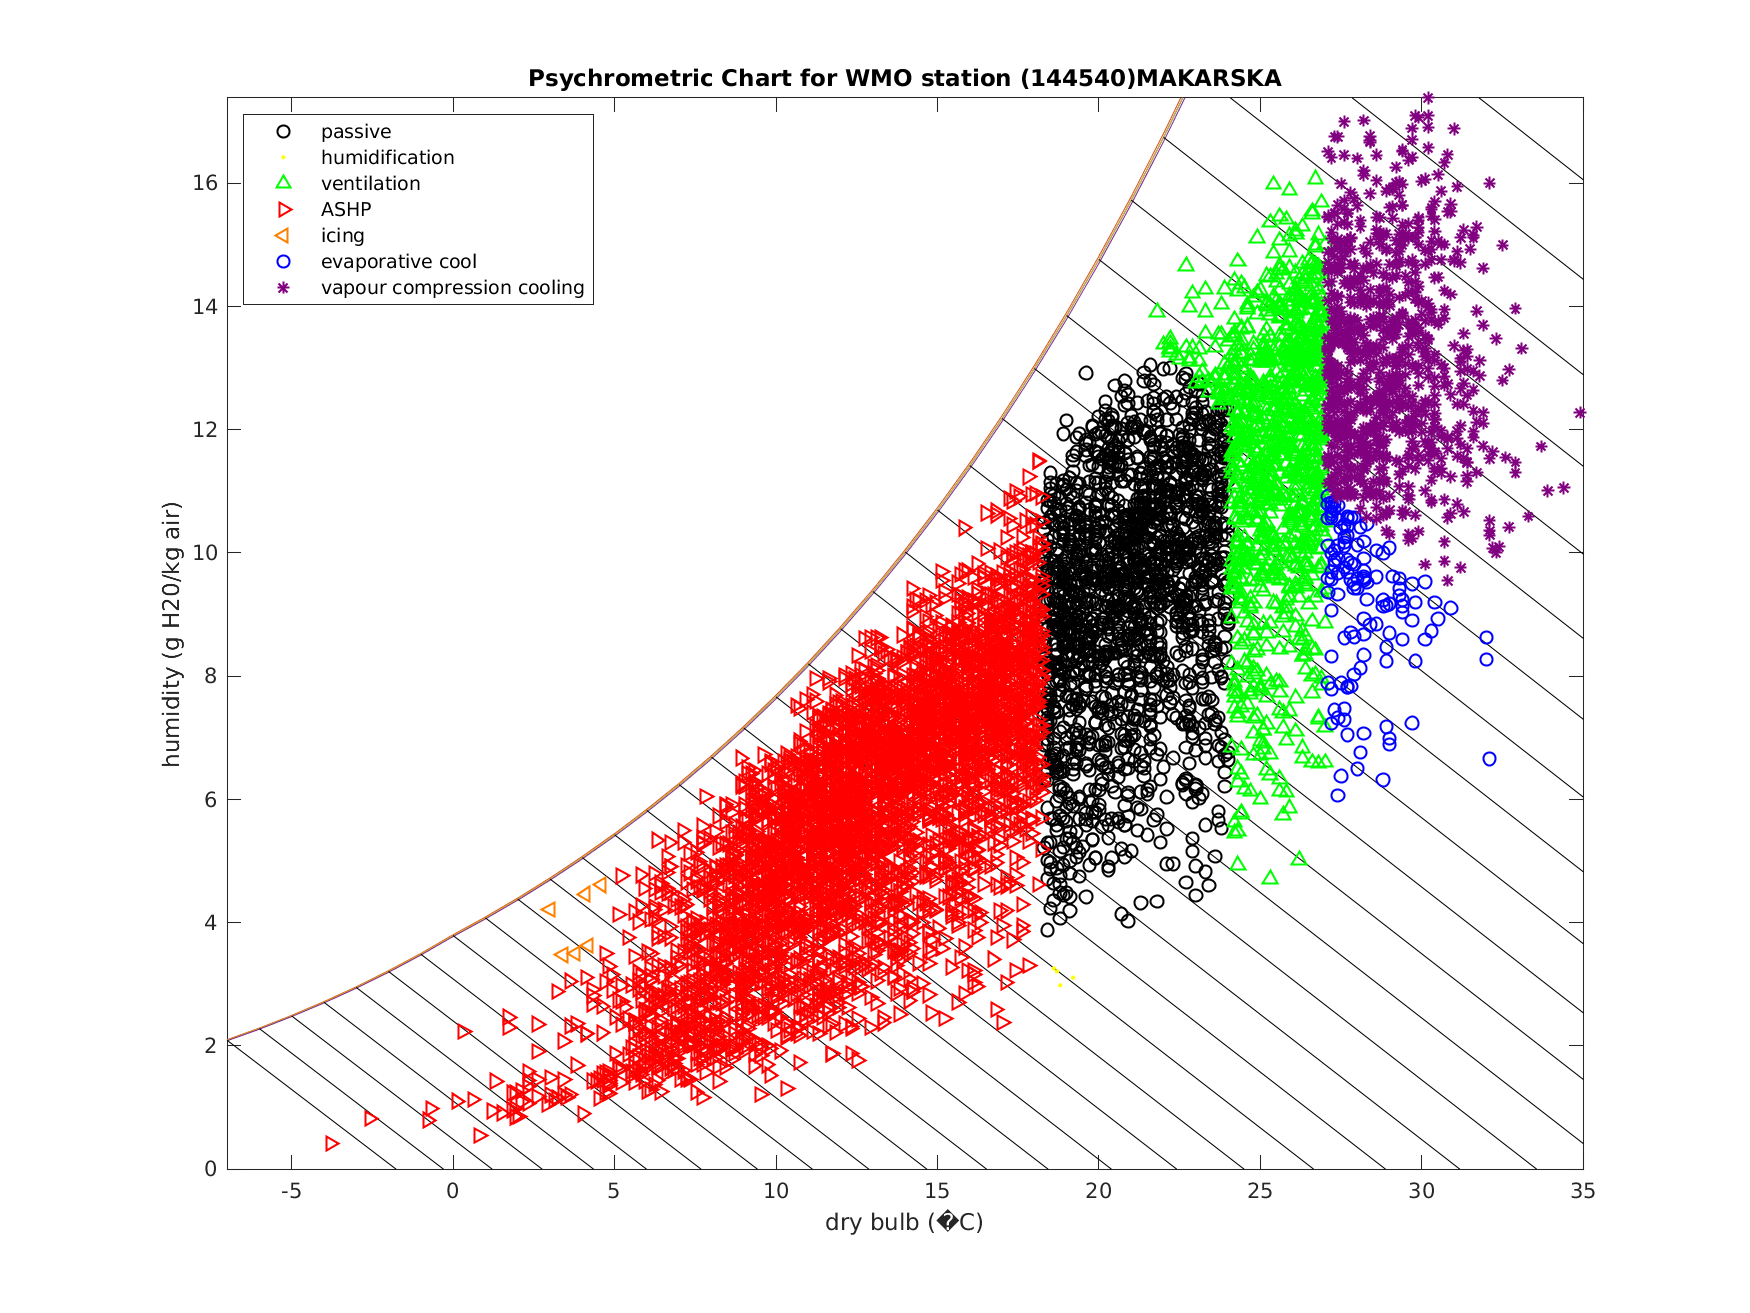 Psychrometric Chart for WMO station (144540)MAKARSKA
passive
humidification
ventilation
ASHP
icing
evaporative cool
vapour compression cooling
humidity (g H20/kg air)
16
14
12
10
8
6
4
2
0
-5 0 5 10 15 20 25 30 35
dry bulb (�C)